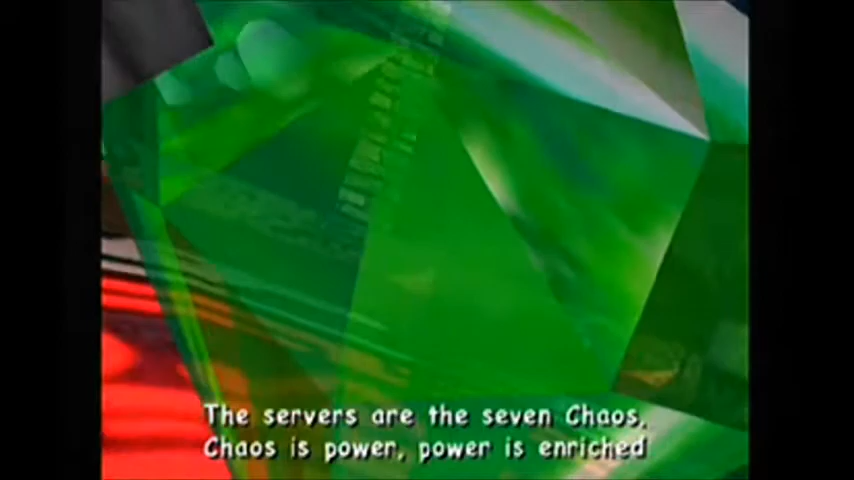 The servers are the seven Chaos.
Chaos is power, power is enriched